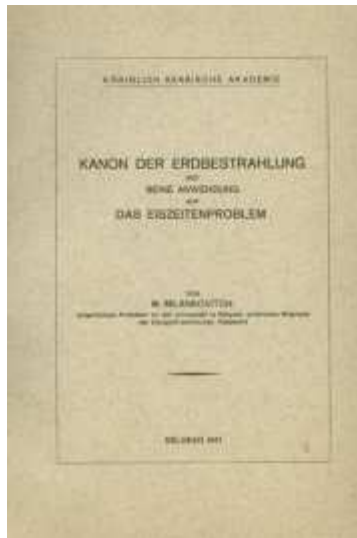 KÖNIGLICH SERBISCHE AKADEMIE
KANON DER ERDBESTRAHLUNG
UND
SEINE ANWENDUNG
AUF
DAS EISZEITENPROBLEM
VON
M. MILANKOVITCH
BELGRAD 1941